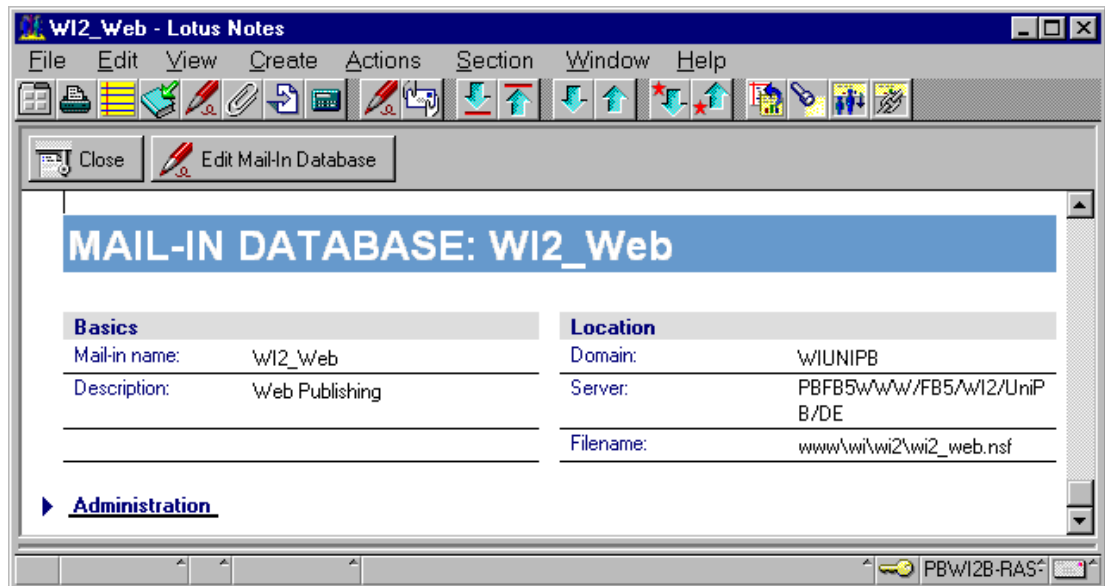 WI2_Web - Lotus Notes
File Edit View Create Actions Section Window Help
Close Edit Mail-In Database
MAIL-IN DATABASE: WI2_Web
Basics
Mail-in name: WI2_Web
Description: Web Publishing
Location
Domain: WIUNIPB
Server: PBFB5WWW/FB5/WI2/UniP
B/DE
Filename: www\wi\wi2\wi2_web.nsf
Administration
PBWI2B-RAS